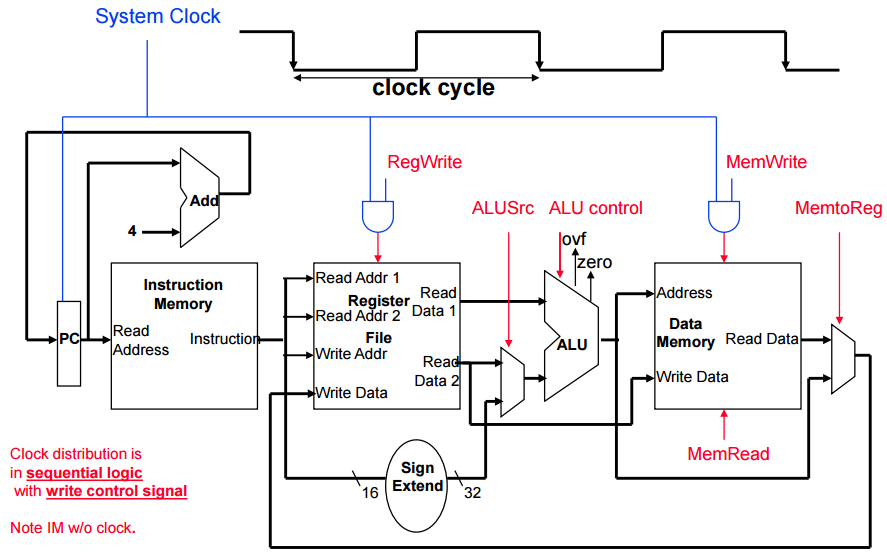 System Clock
clock cycle
RegWrite
MemWrite
ALUSrc
ALU control
MemtoReg
Add
4
ovf
zero
Instruction
Memory
Read
Address
Instruction
PC
Read Addr 1
Register
Read Addr 2
File
Write Addr
Write Data
Read
Data 1
Read
Data 2
ALU
Address
Data
Memory
Read Data
Write Data
MemRead
Sign
Extend
16
32
Clock distribution is
in sequential logic
with write control signal
Note IM w/o clock.